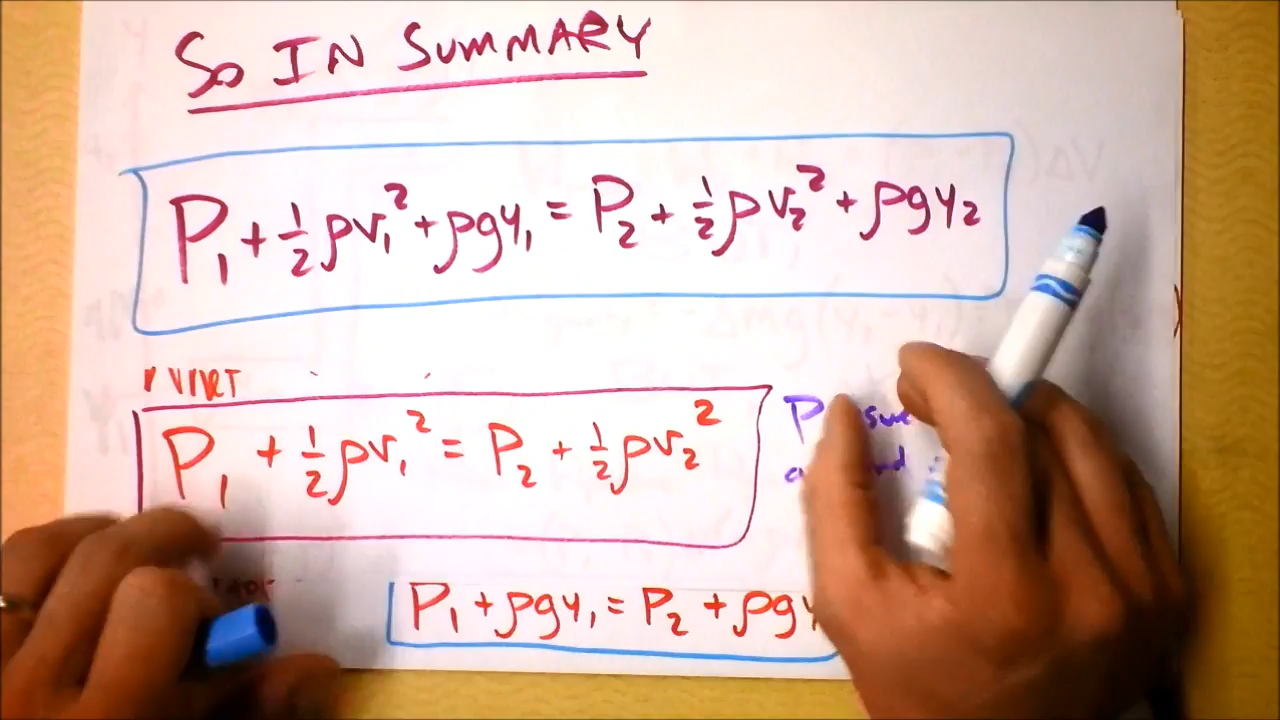 So IN SUMMARY
P₁ + ½ρv₁² + ρgy₁ = P₂ + ½ρv₂² + ρgy₂
P₁ + ½ρv₁² = P₂ + ½ρv₂²
P₁ + ρgy₁ = P₂ + ρgy